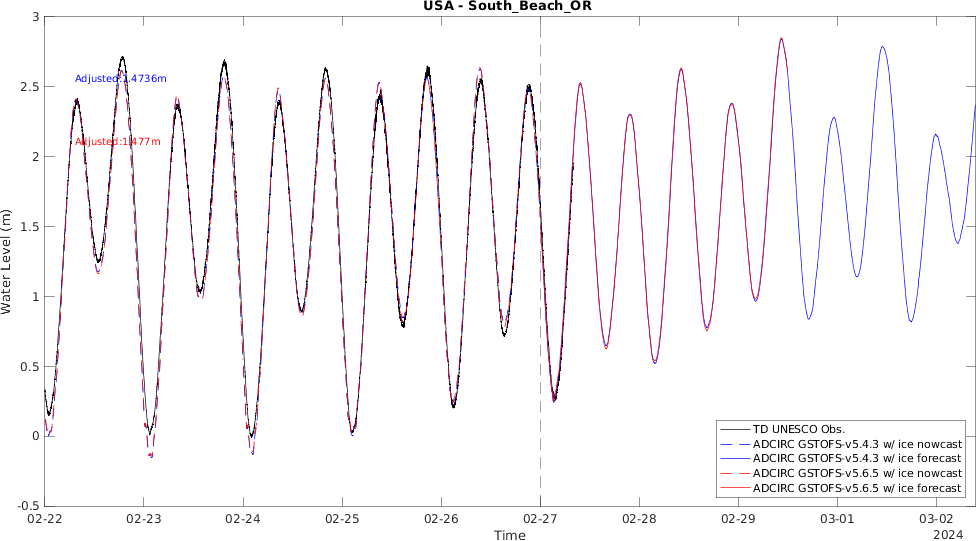 USA - South_Beach_OR
3
2.5
2
1.5
1
0.5
0
-0.5
Water Level (m)
Adjusted:1.4736m
Adjusted:1.477m
TD UNESCO Obs.
ADCIRC GSTOFS-v5.4.3 w/ ice nowcast
ADCIRC GSTOFS-v5.4.3 w/ ice forecast
ADCIRC GSTOFS-v5.6.5 w/ ice nowcast
ADCIRC GSTOFS-v5.6.5 w/ ice forecast
02-22 02-23 02-24 02-25 02-26 02-27 02-28 02-29 03-01 03-02
Time
2024